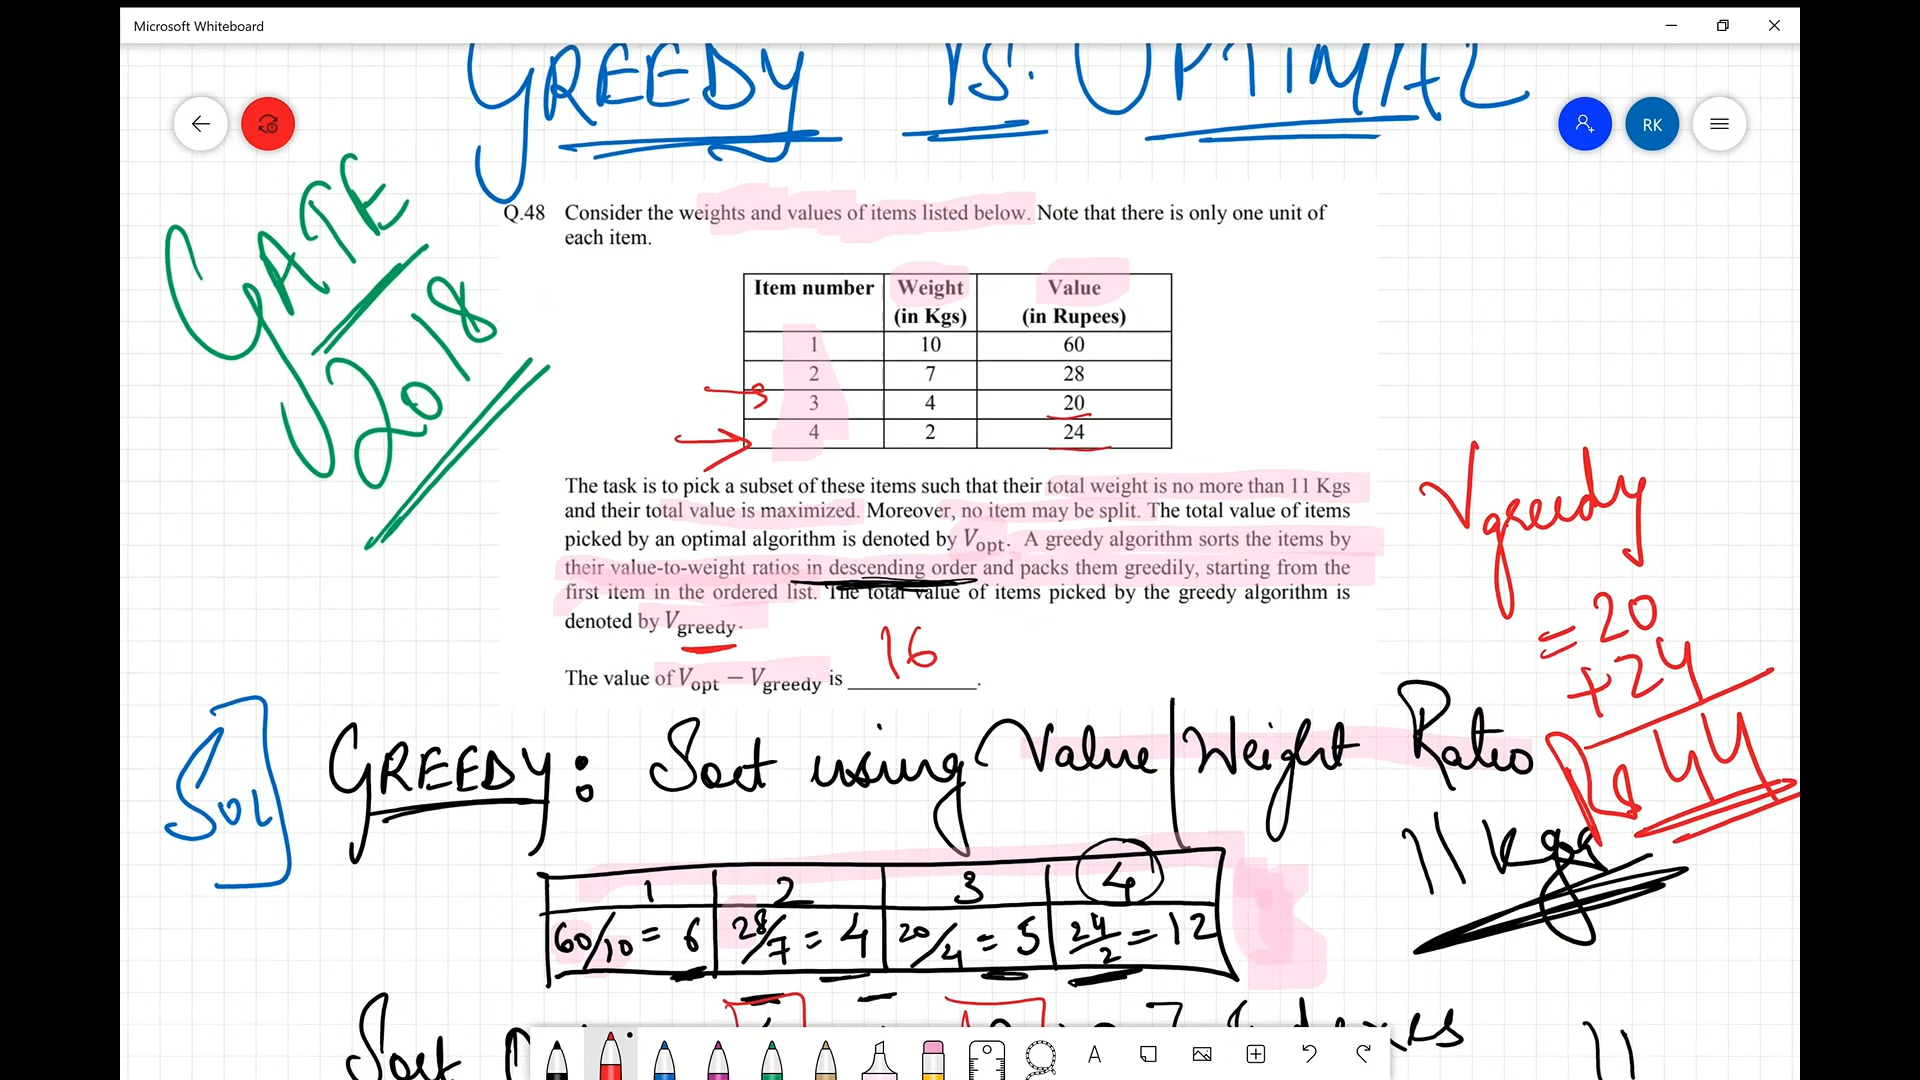 Microsoft Whiteboard
GREEDY VS. OPTIMAL
RK
GATE
2018
Q.48 Consider the weights and values of items listed below. Note that there is only one unit of
each item.
Item number Weight (in Kgs) Value (in Rupees)
1 10 60
2 7 28
3 4 20
4 2 24
The task is to pick a subset of these items such that their total weight is no more than 11 Kgs
and their total value is maximized. Moreover, no item may be split. The total value of items
picked by an optimal algorithm is denoted by Vopt. A greedy algorithm sorts the items by
their value-to-weight ratios in descending order and packs them greedily, starting from the
first item in the ordered list. The total value of items picked by the greedy algorithm is
denoted by Vgreedy.
The value of Vopt − Vgreedy is 16.
Vgreedy
= 20
+ 24
Rs 44
Sol]
GREEDY: Sort using Value|Weight Ratio
11 Kgs
1 2 3 4
60/10 = 6 28/7 = 4 20/4 = 5 24/2 = 12
Sort
11
A